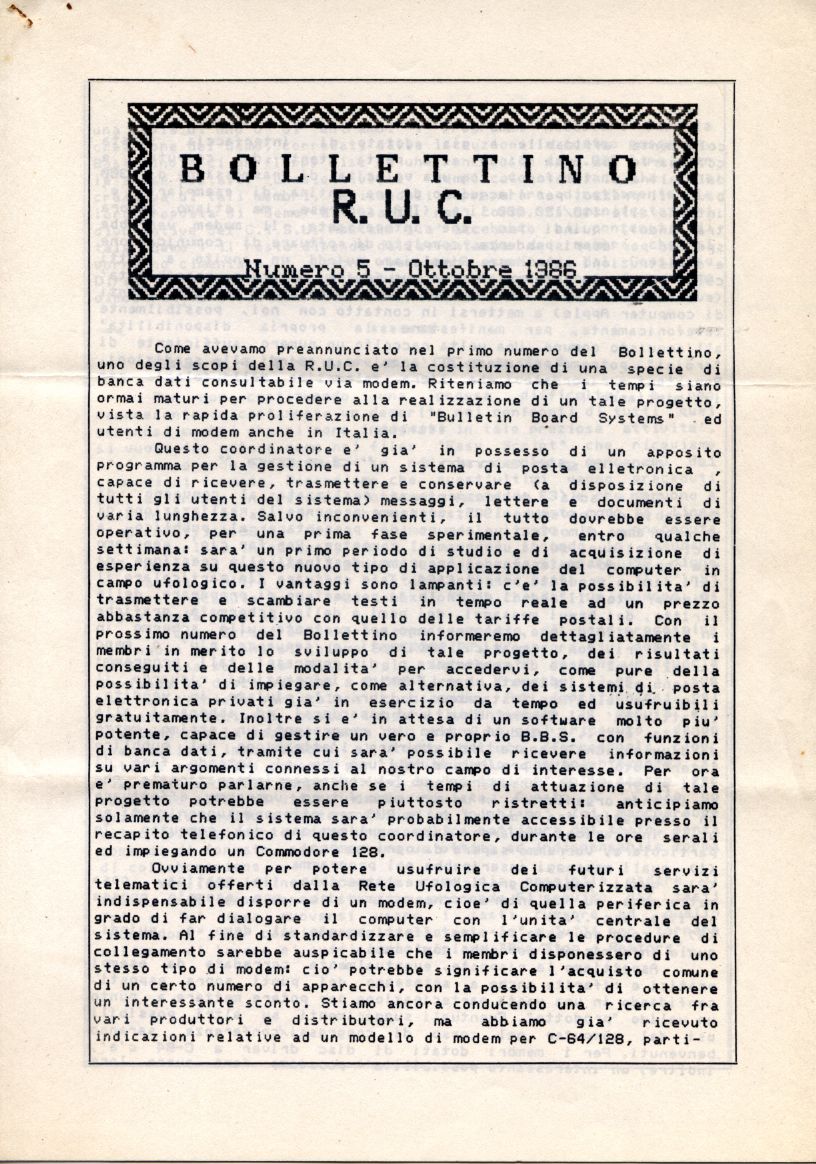 BOLLETTINO
R.U.C.
Numero 5 - Ottobre 1986
Come avevamo preannunciato nel primo numero del Bollettino,
uno degli scopi della R.U.C. e' la costituzione di una specie di
banca dati consultabile via modem. Riteniamo che i tempi siano
ormai maturi per procedere alla realizzazione di un tale progetto,
vista la rapida proliferazione di "Bulletin Board Systems" ed
utenti di modem anche in Italia.
Questo coordinatore e' gia' in possesso di un apposito
programma per la gestione di un sistema di posta elletronica ,
capace di ricevere, trasmettere e conservare (a disposizione di
tutti gli utenti del sistema) messaggi, lettere e documenti di
varia lunghezza. Salvo inconvenienti, il tutto dovrebbe essere
operativo, per una prima fase sperimentale, entro qualche
settimana: sara' un primo periodo di studio e di acquisizione di
esperienza su questo nuovo tipo di applicazione del computer in
campo ufologico. I vantaggi sono lampanti: c'e' la possibilita' di
trasmettere e scambiare testi in tempo reale ad un prezzo
abbastanza competitivo con quello delle tariffe postali. Con il
prossimo numero del Bollettino informeremo dettagliatamente i
membri in merito lo sviluppo di tale progetto, dei risultati
conseguiti e delle modalita' per accedervi, come pure della
possibilita' di impiegare, come alternativa, dei sistemi di posta
elettronica privati gia' in esercizio da tempo ed usufruibili
gratuitamente. Inoltre si e' in attesa di un software molto piu'
potente, capace di gestire un vero e proprio B.B.S. con funzioni
di banca dati, tramite cui sara' possibile ricevere informazioni
su vari argomenti connessi al nostro campo di interesse. Per ora
e' prematuro parlarne, anche se i tempi di attuazione di tale
progetto potrebbe essere piuttosto ristretti: anticipiamo
solamente che il sistema sara' probabilmente accessibile presso il
recapito telefonico di questo coordinatore, durante le ore serali
ed impiegando un Commodore 128.
Ovviamente per potere usufruire dei futuri servizi
telematici offerti dalla Rete Ufologica Computerizzata sara'
indispensabile disporre di un modem, cioe' di quella periferica in
grado di far dialogare il computer con l'unita' centrale del
sistema. Al fine di standardizzare e semplificare le procedure di
collegamento sarebbe auspicabile che i membri disponessero di uno
stesso tipo di modem: cio' potrebbe significare l'acquisto comune
di un certo numero di apparecchi, con la possibilita' di ottenere
un interessante sconto. Stiamo ancora conducendo una ricerca fra
vari produttori e distributori, ma abbiamo gia' ricevuto
indicazioni relative ad un modello di modem per C-64/128, parti-